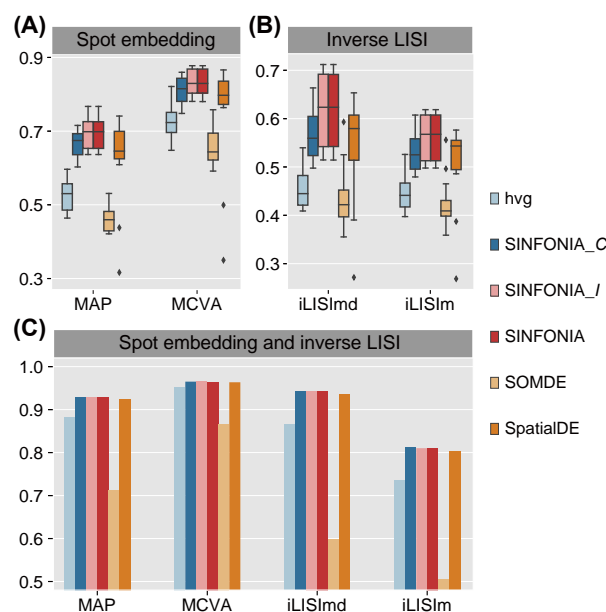 (A)
Spot embedding
0.9
0.7
0.5
0.3
MAP
MCVA
(B)
Inverse LISI
0.7
0.6
0.5
0.4
0.3
iLISImd
iLISIm
hvg
SINFONIA_C
SINFONIA_I
SINFONIA
SOMDE
SpatialDE
(C)
Spot embedding and inverse LISI
1.0
0.9
0.8
0.7
0.6
0.5
MAP
MCVA
iLISImd
iLISIm